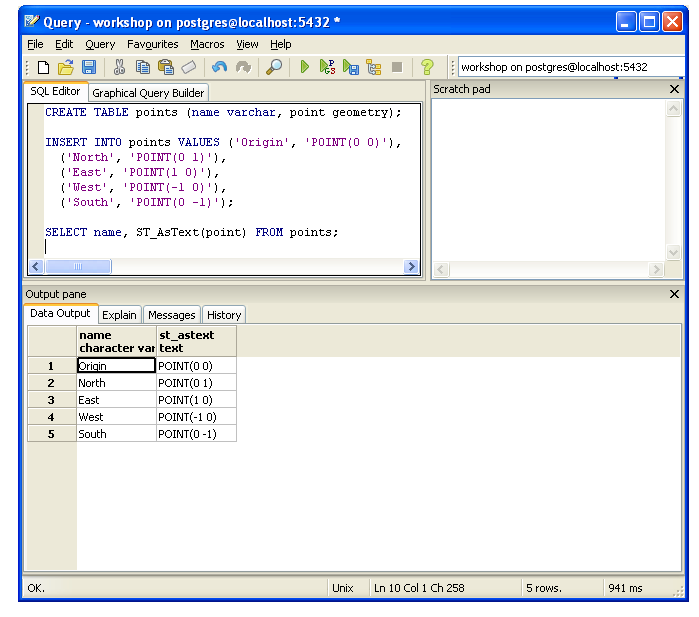 Query - workshop on postgres@localhost:5432 *
File Edit Query Favourites Macros View Help
workshop on postgres@localhost:5432
SQL Editor Graphical Query Builder
Scratch pad
CREATE TABLE points (name varchar, point geometry);
INSERT INTO points VALUES ('Origin', 'POINT(0 0)'),
('North', 'POINT(0 1)'),
('East', 'POINT(1 0)'),
('West', 'POINT(-1 0)'),
('South', 'POINT(0 -1)');
SELECT name, ST_AsText(point) FROM points;
Output pane
Data Output Explain Messages History
name st_astext
character var text
1 Origin POINT(0 0)
2 North POINT(0 1)
3 East POINT(1 0)
4 West POINT(-1 0)
5 South POINT(0 -1)
OK. Unix Ln 10 Col 1 Ch 258 5 rows. 941 ms